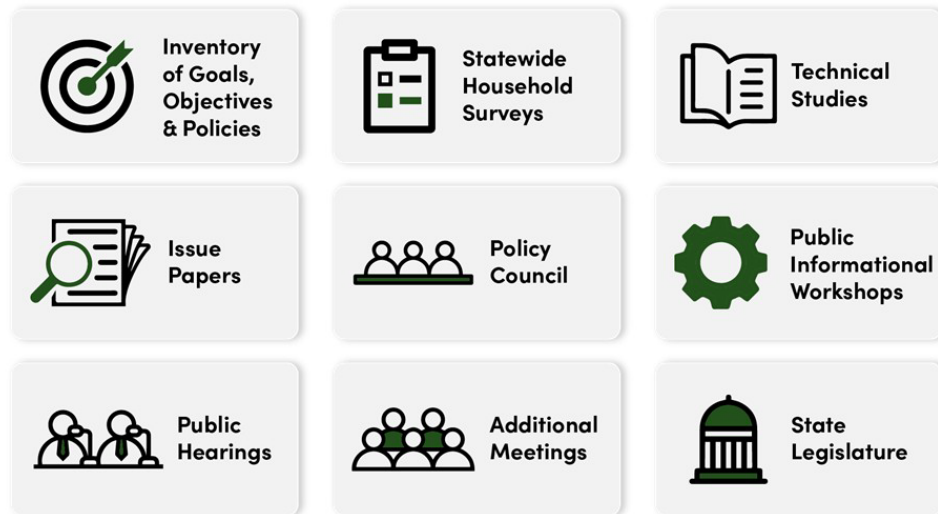 Inventory
of Goals,
Objectives
& Policies
Statewide
Household
Surveys
Technical
Studies
Issue
Papers
Policy
Council
Public
Informational
Workshops
Public
Hearings
Additional
Meetings
State
Legislature